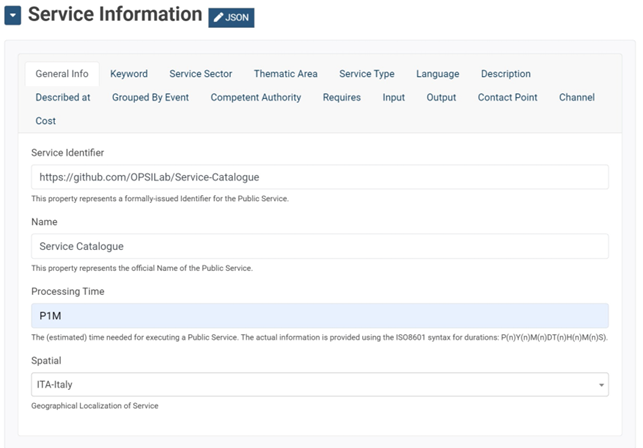 Service Information JSON
General Info Keyword Service Sector Thematic Area Service Type Language Description
Described at Grouped By Event Competent Authority Requires Input Output Contact Point Channel
Cost
Service Identifier
https://github.com/OPSILab/Service-Catalogue
This property represents a formally-issued Identifier for the Public Service.
Name
Service Catalogue
This property represents the official Name of the Public Service.
Processing Time
P1M
The (estimated) time needed for executing a Public Service. The actual information is provided using the ISO8601 syntax for durations: P(n)Y(n)M(n)DT(n)H(n)M(n)S).
Spatial
ITA-Italy
Geographical Localization of Service